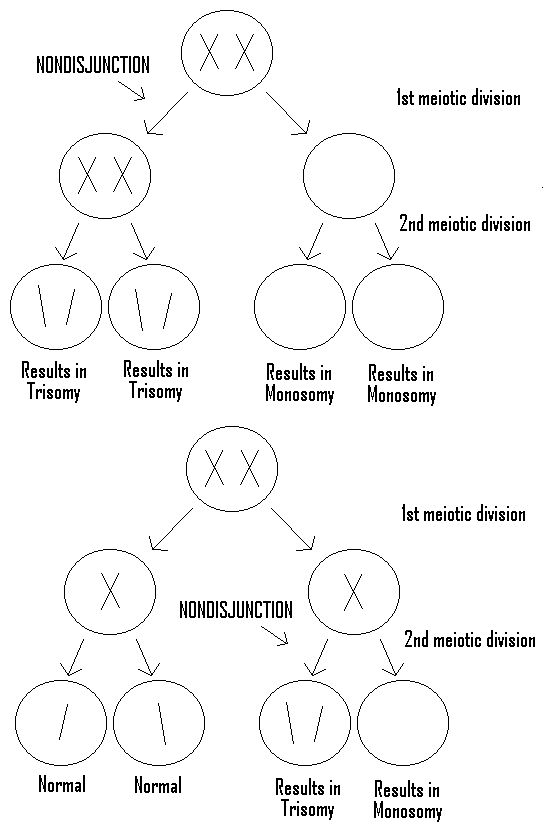 NONDISJUNCTION
1st meiotic division
2nd meiotic division
Results in
Trisomy
Results in
Trisomy
Results in
Monosomy
Results in
Monosomy
1st meiotic division
NONDISJUNCTION
2nd meiotic division
Normal
Normal
Results in
Trisomy
Results in
Monosomy